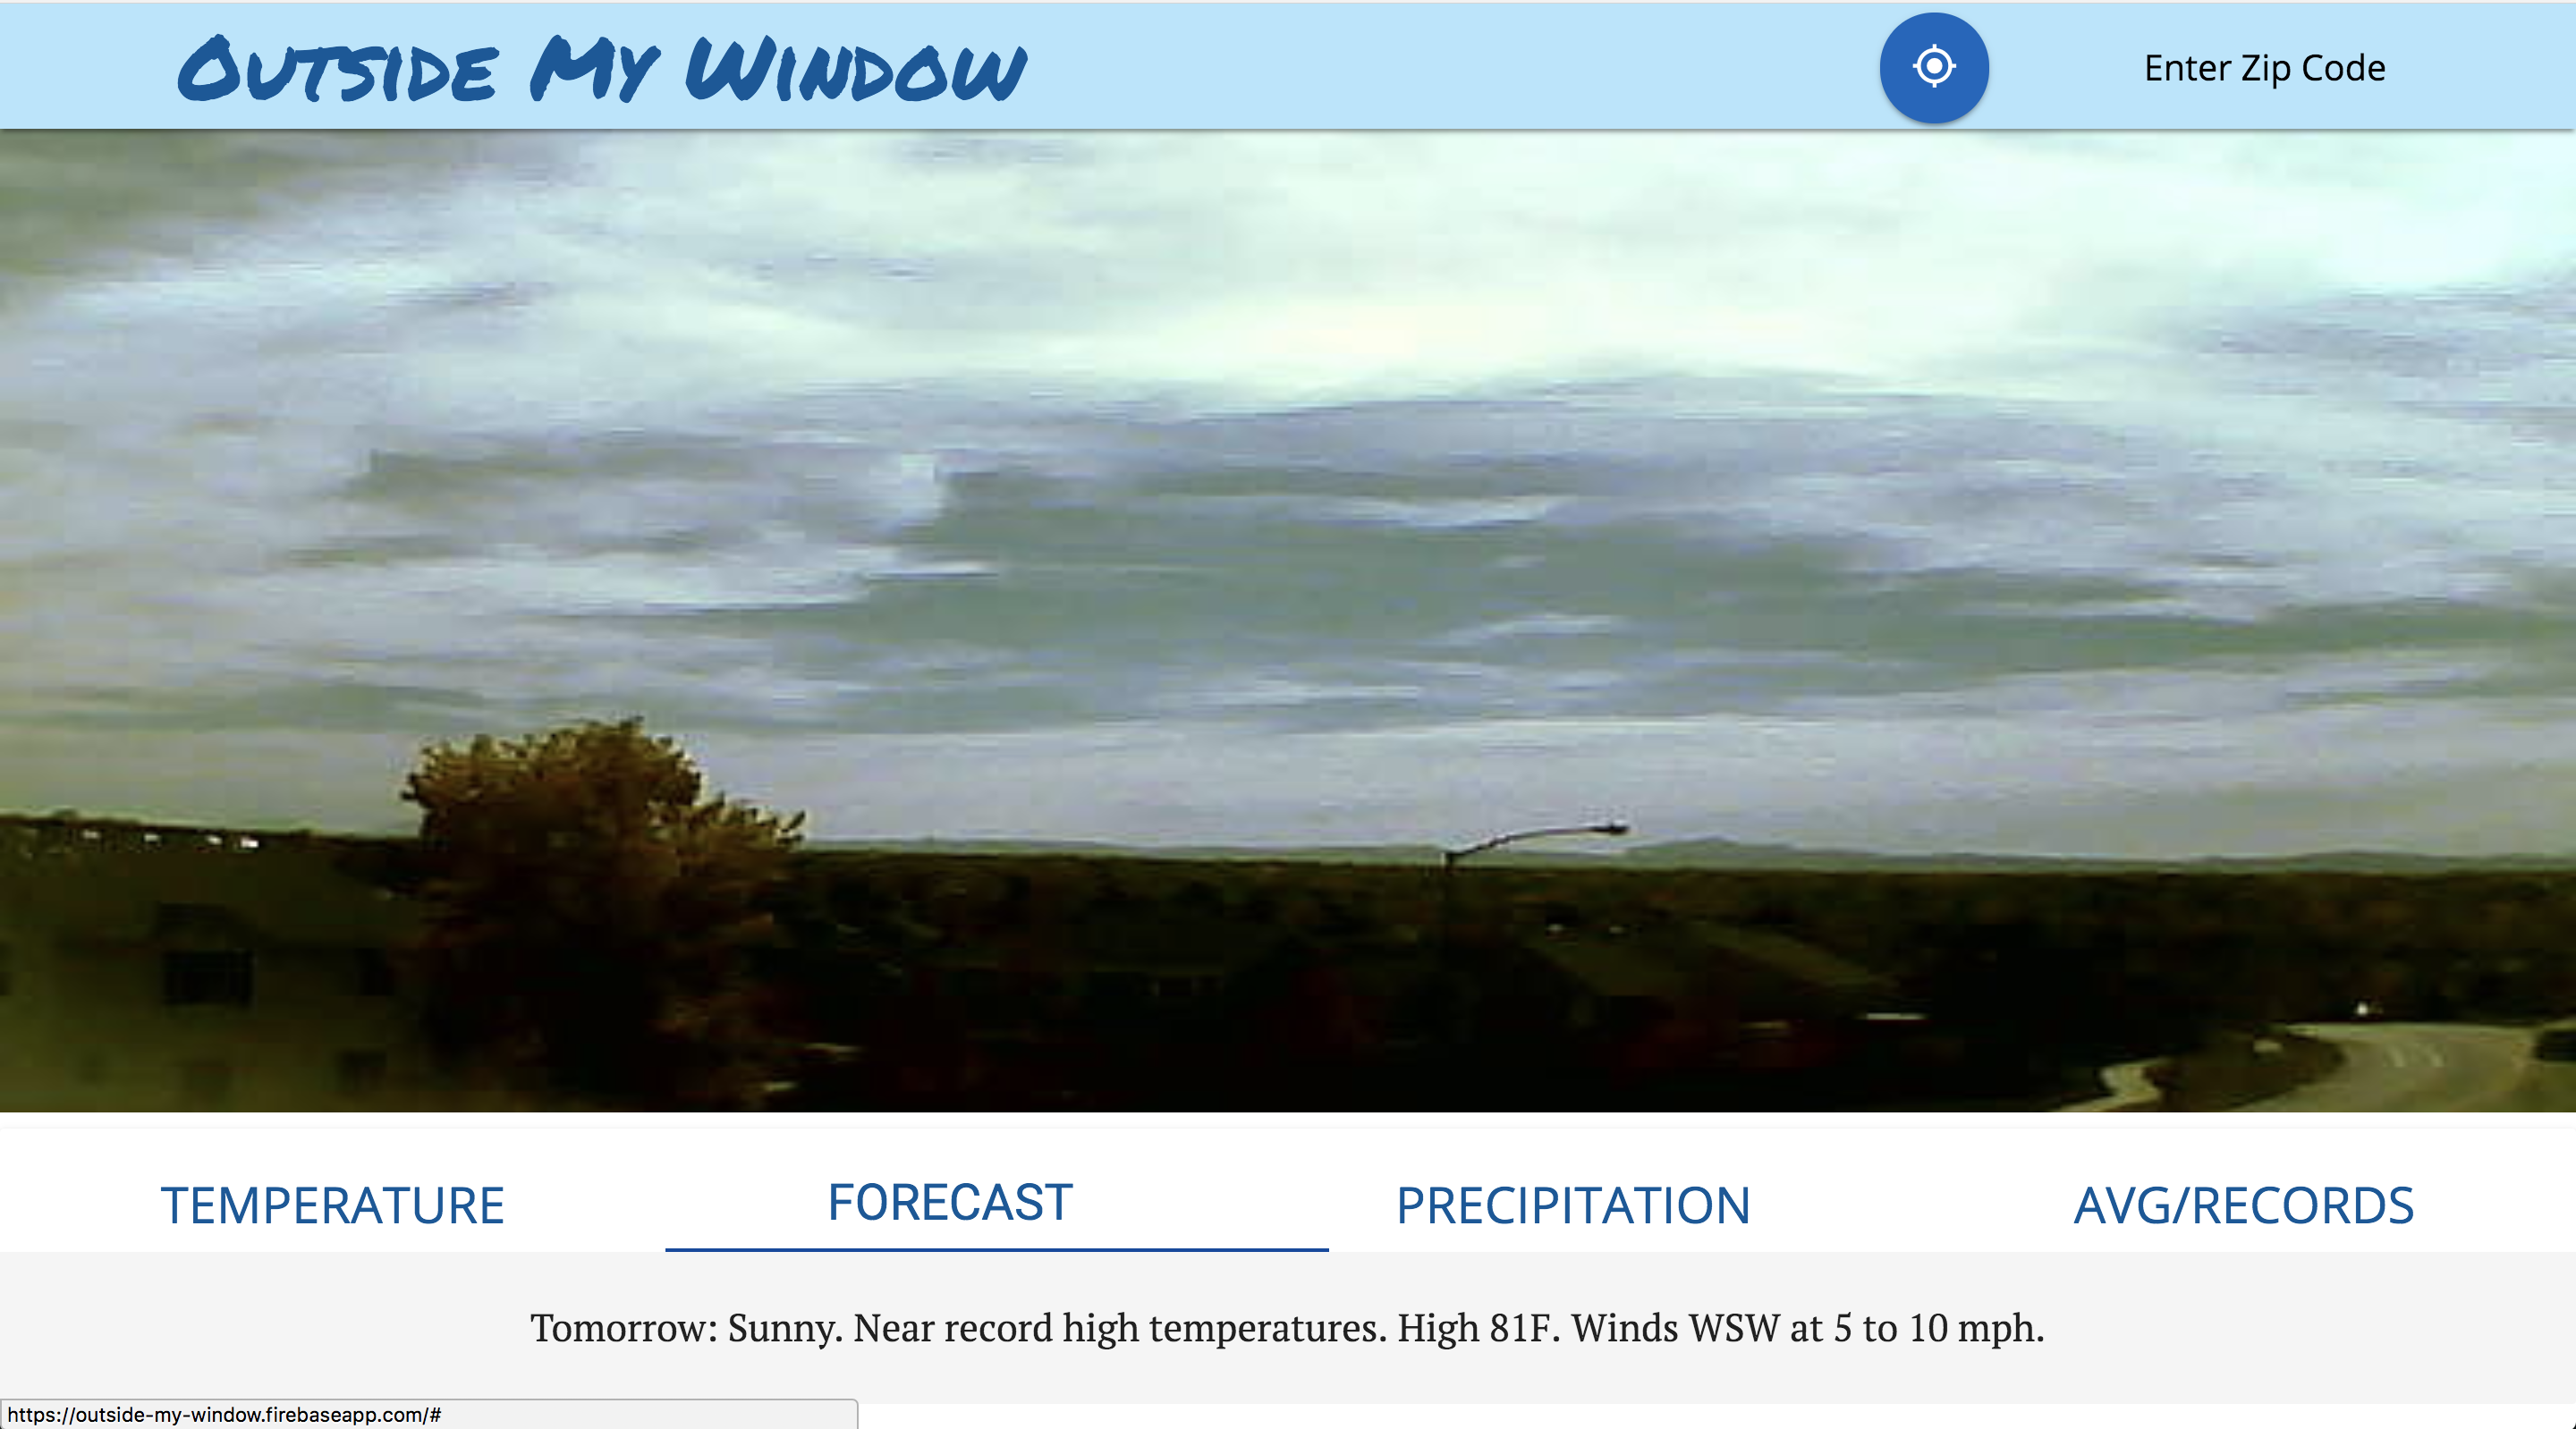 Outside My Window
Enter Zip Code
TEMPERATURE
FORECAST
PRECIPITATION
AVG/RECORDS
Tomorrow: Sunny. Near record high temperatures. High 81F. Winds WSW at 5 to 10 mph.
https://outside-my-window.firebaseapp.com/#